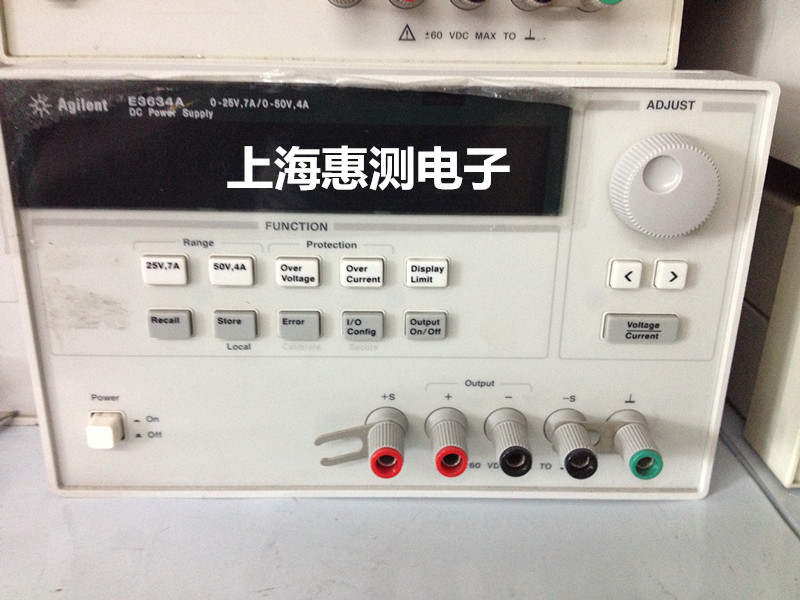 ±60 VDC MAX TO
Agilent E3634A 0-25V,7A/0-50V,4A
DC Power Supply
上海惠测电子
ADJUST
FUNCTION
Range Protection
25V,7A 50V,4A Over Voltage Over Current Display Limit
< >
Recall Store Error I/O Config Output On/Off
Voltage
Current
Local Calibrate Secure
Output
+S + − −S
Power
On
Off
60 VD TO